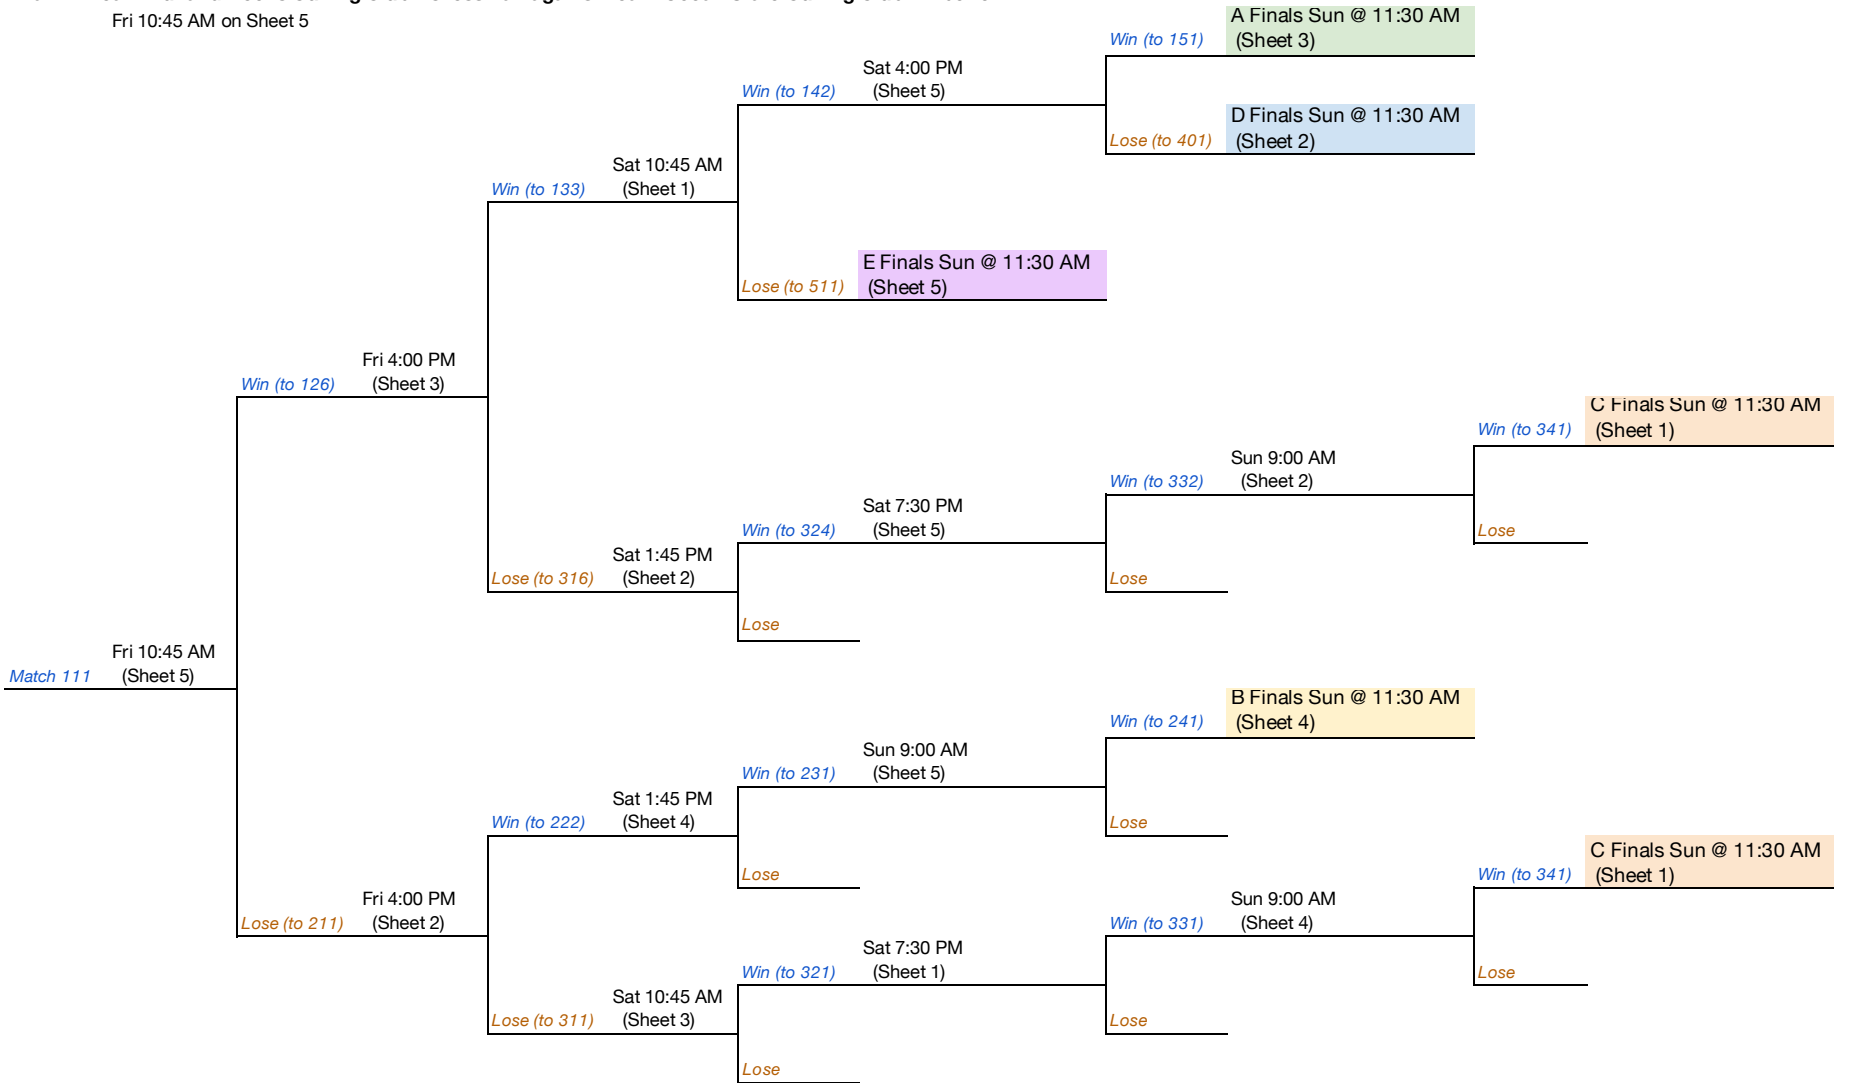 Fri 10:45 AM on Sheet 5
A Finals Sun @ 11:30 AM
Win (to 151) (Sheet 3)
Sat 4:00 PM
Win (to 142) (Sheet 5)
D Finals Sun @ 11:30 AM
Lose (to 401) (Sheet 2)
Sat 10:45 AM
Win (to 133) (Sheet 1)
E Finals Sun @ 11:30 AM
Lose (to 511) (Sheet 5)
Fri 4:00 PM
Win (to 126) (Sheet 3)
C Finals Sun @ 11:30 AM
Win (to 341) (Sheet 1)
Sun 9:00 AM
Win (to 332) (Sheet 2)
Sat 7:30 PM
Win (to 324) (Sheet 5)
Lose
Sat 1:45 PM
Lose (to 316) (Sheet 2)
Lose
Lose
Fri 10:45 AM
Match 111 (Sheet 5)
B Finals Sun @ 11:30 AM
Win (to 241) (Sheet 4)
Sun 9:00 AM
Win (to 231) (Sheet 5)
Sat 1:45 PM
Win (to 222) (Sheet 4)
Lose
Lose
C Finals Sun @ 11:30 AM
Win (to 341) (Sheet 1)
Fri 4:00 PM
Lose (to 211) (Sheet 2)
Sun 9:00 AM
Win (to 331) (Sheet 4)
Sat 7:30 PM
Win (to 321) (Sheet 1)
Lose
Sat 10:45 AM
Lose (to 311) (Sheet 3)
Lose
Lose